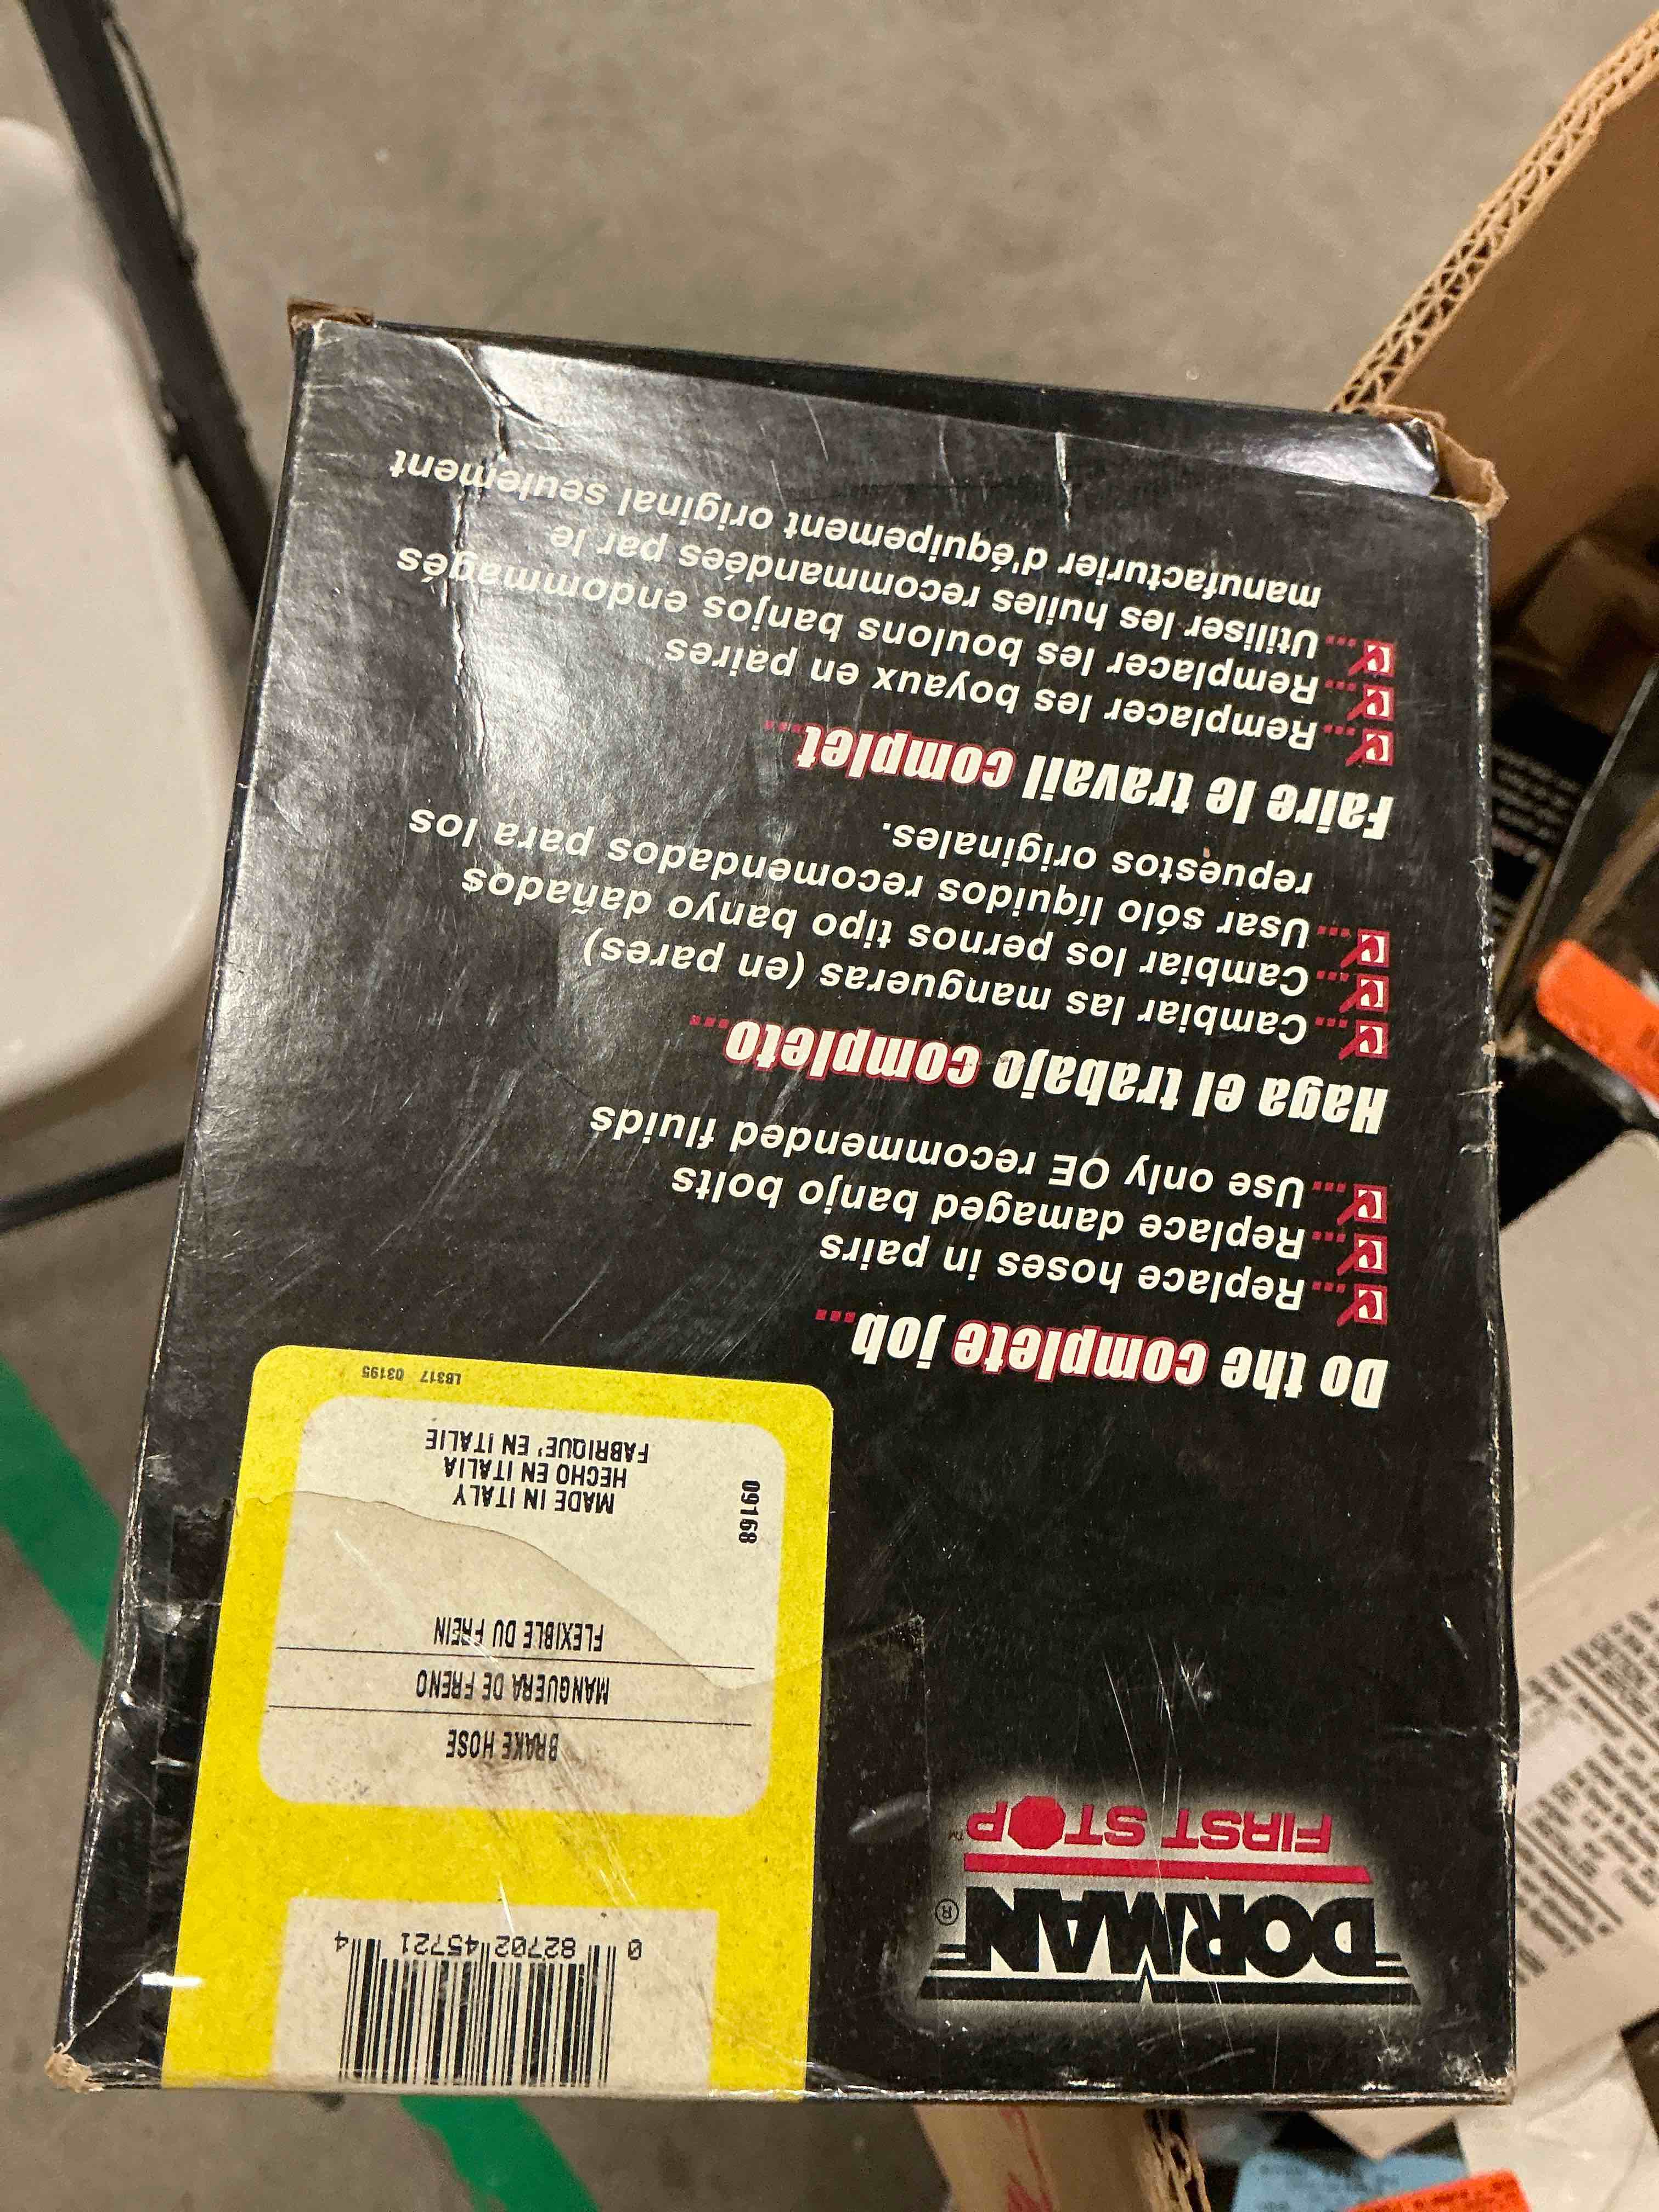 DORMAN®
FIRST STOP™
0 82702 45721 4
BRAKE HOSE
MANGUERA DE FRENO
FLEXIBLE DU FREIN
09168
MADE IN ITALY
HECHO EN ITALIA
FABRIQUE' EN ITALIE
LB317 03195
Do the complete job...
...Replace hoses in pairs
...Replace damaged banjo bolts
...Use only OE recommended fluids
Haga el trabajo completo...
...Cambiar las mangueras (en pares)
...Cambiar los pernos tipo banyo dañados
...Usar sólo líquidos recomendados para los
repuestos originales.
Faire le travail complet...
...Remplacer les boyaux en paires
...Remplacer les boulons banjos endommagés
...Utiliser les huiles recommandées par le
manufacturier d'équipement original seulement